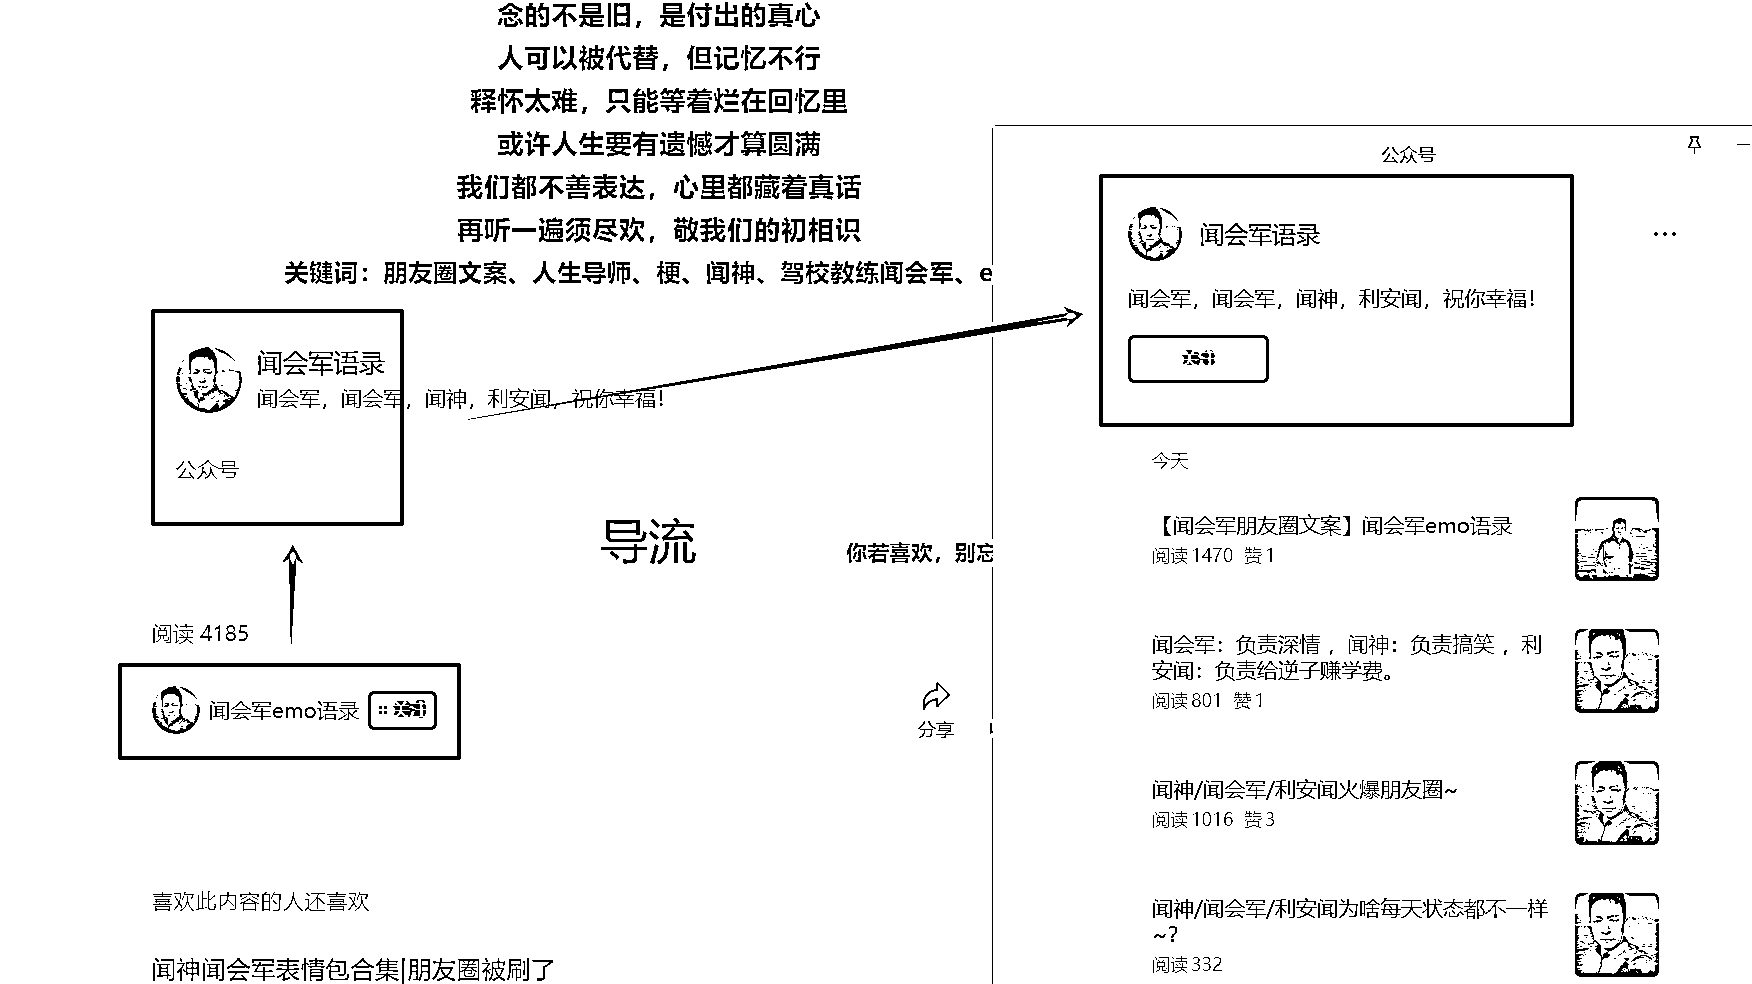 念的不是旧，是付出的真心
人可以被代替，但记忆不行
释怀太难，只能等着烂在回忆里
或许人生要有遗憾才算圆满
我们都不善表达，心里都藏着真话
再听一遍须尽欢，敬我们的初相识
关键词：朋友圈文案、人生导师、梗、闻神、驾校教练闻会军、e
闻会军语录
闻会军，闻会军，闻神，利安闻，祝你幸福！
公众号
导流
你若喜欢，别忘
阅读 4185
闻会军emo语录
分享
喜欢此内容的人还喜欢
闻神闻会军表情包合集|朋友圈被刷了
公众号
闻会军语录
闻会军，闻会军，闻神，利安闻，祝你幸福！
今天
【闻会军朋友圈文案】闻会军emo语录
阅读 1470 赞 1
闻会军：负责深情 ，闻神：负责搞笑 ，利
安闻：负责给逆子赚学费。
阅读 801 赞 1
闻神/闻会军/利安闻火爆朋友圈~
阅读 1016 赞 3
闻神/闻会军/利安闻为啥每天状态都不一样
~?
阅读 332